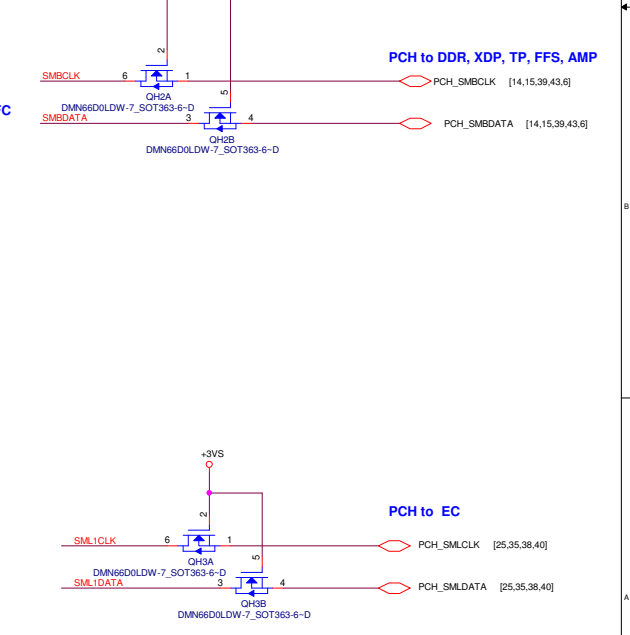 2
PCH to DDR, XDP, TP, FFS, AMP
SMBCLK 6 1 PCH_SMBCLK [14,15,39,43,6]
QH2A 5
DMN66D0LDW-7_SOT363-6~D
SMBDATA 3 4 PCH_SMBDATA [14,15,39,43,6]
QH2B
DMN66D0LDW-7_SOT363-6~D
B
+3VS
2
PCH to EC
SML1CLK 6 1 PCH_SMLCLK [25,35,38,40]
QH3A 5
DMN66D0LDW-7_SOT363-6~D
SML1DATA 3 4 PCH_SMLDATA [25,35,38,40]
QH3B
DMN66D0LDW-7_SOT363-6~D
A